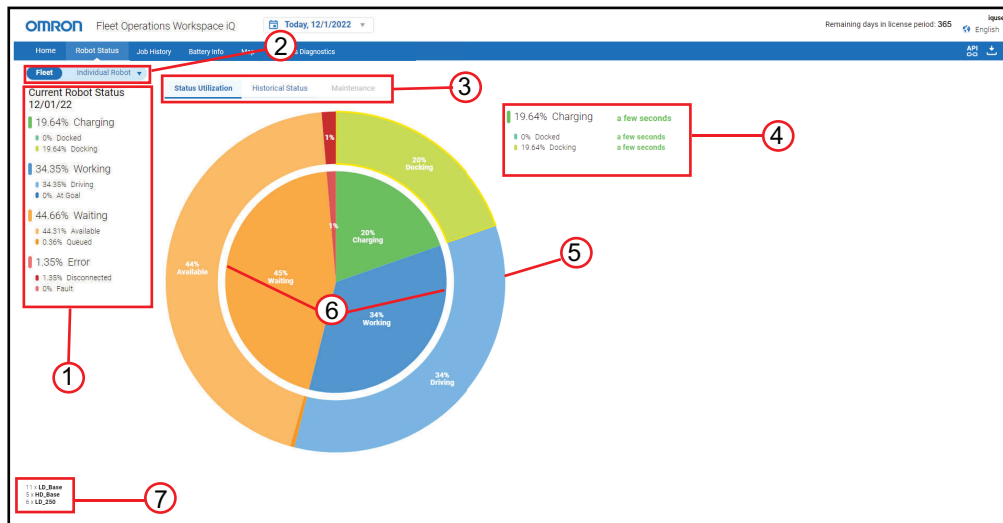 OMRON Fleet Operations Workspace iQ Today, 12/1/2022 Remaining days in license period: 365
English
Home Robot Status Job History Battery Info Diagnostics API
2
Fleet Individual Robot
3
Status Utilization Historical Status Maintenance
Current Robot Status
12/01/22
19.64% Charging
0% Docked
19.64% Docking
34.35% Working
34.35% Driving
0% At Goal
44.66% Waiting
44.31% Available
0.36% Queued
1.35% Error
1.35% Disconnected
0% Fault
1
1%
20%
Docking
1%
20%
Charging
44%
Available
45%
Waiting
34%
Working
34%
Driving
6
5
19.64% Charging a few seconds
0% Docked a few seconds
19.64% Docking a few seconds
4
11 x LD_Base
5 x HD_Base
6 x LD_250
7